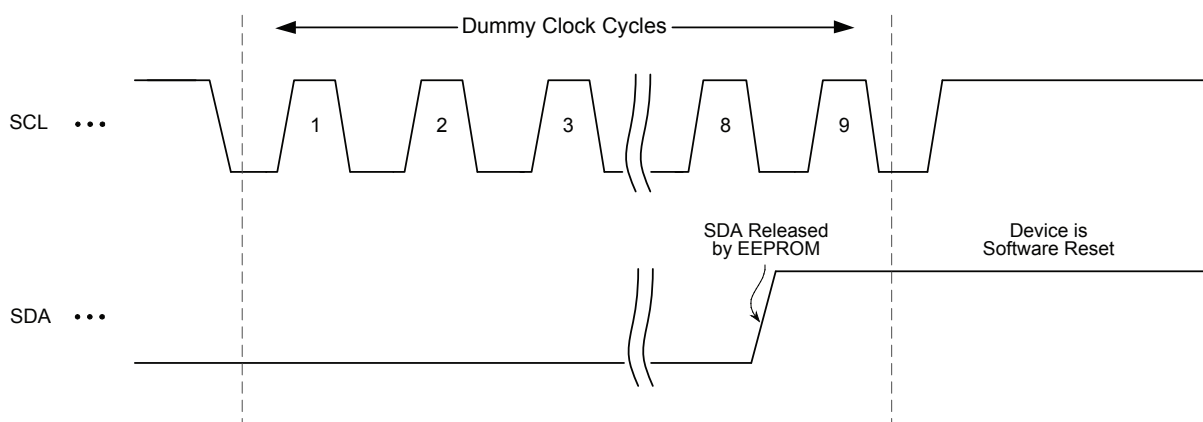 Dummy Clock Cycles
SCL •••
1
2
3
8
9
SDA Released
by EEPROM
Device is
Software Reset
SDA •••